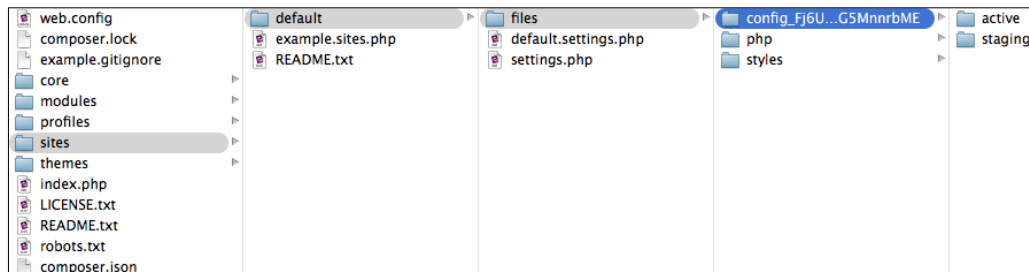 web.config
composer.lock
example.gitignore
core
modules
profiles
sites
themes
index.php
LICENSE.txt
README.txt
robots.txt
composer.json
default
example.sites.php
README.txt
files
default.settings.php
settings.php
config_Fj6U...G5MnnrbME
php
styles
active
staging